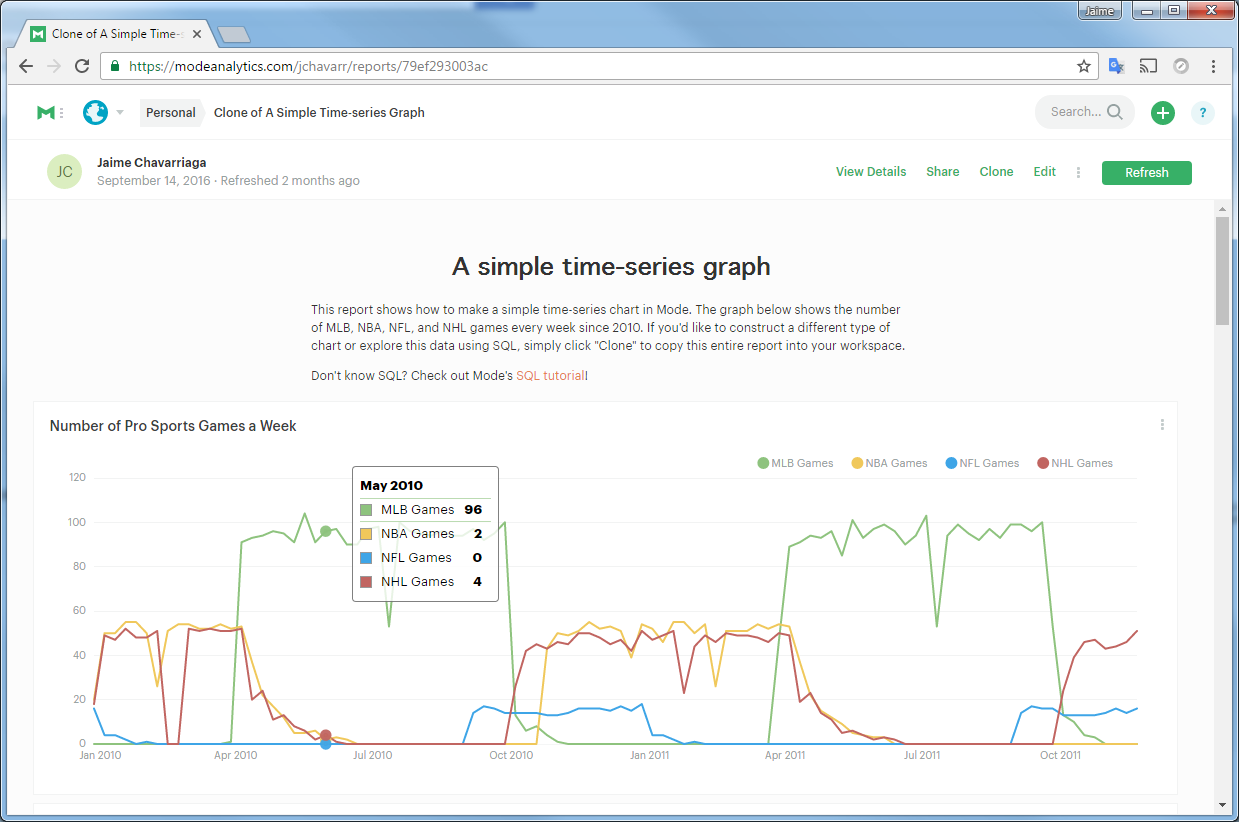 Jaime
Clone of A Simple Time-s
https://modeanalytics.com/jchavarr/reports/79ef293003ac
Personal
Clone of A Simple Time-series Graph
Search...
?
JC
Jaime Chavarriaga
September 14, 2016 · Refreshed 2 months ago
View Details
Share
Clone
Edit
Refresh
A simple time-series graph
This report shows how to make a simple time-series chart in Mode. The graph below shows the number
of MLB, NBA, NFL, and NHL games every week since 2010. If you'd like to construct a different type of
chart or explore this data using SQL, simply click "Clone" to copy this entire report into your workspace.
Don't know SQL? Check out Mode's SQL tutorial!
Number of Pro Sports Games a Week
MLB Games NBA Games NFL Games NHL Games
120
100
80
60
40
20
0
May 2010
MLB Games 96
NBA Games 2
NFL Games 0
NHL Games 4
Jan 2010 Apr 2010 Jul 2010 Oct 2010 Jan 2011 Apr 2011 Jul 2011 Oct 2011